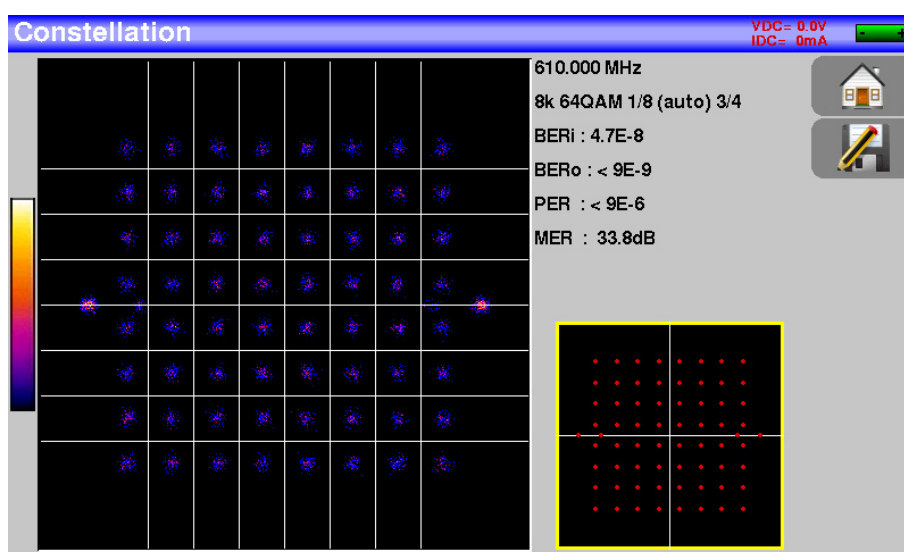 Constellation
VDC= 0.0V
IDC= 0mA
- +
610.000 MHz
8k 64QAM 1/8 (auto) 3/4
BERi : 4.7E-8
BERo : < 9E-9
PER : < 9E-6
MER : 33.8dB